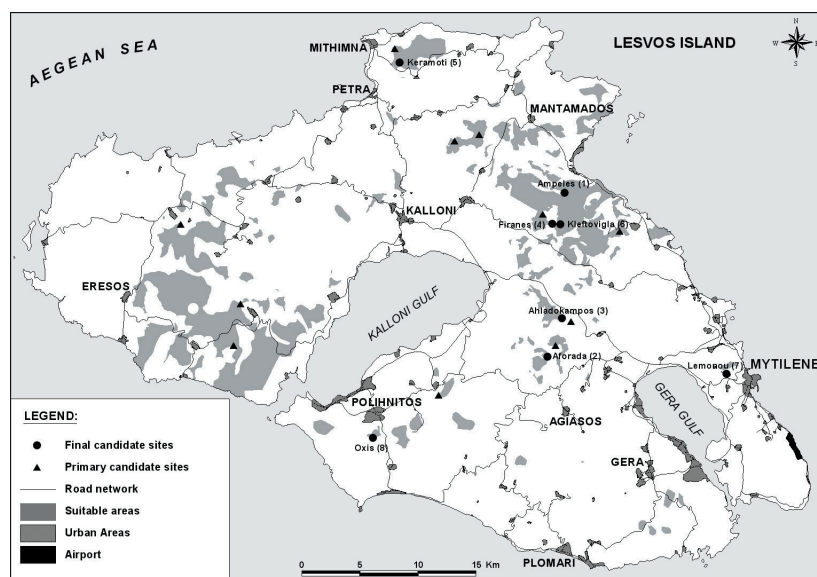 AEGEAN SEA
LESVOS ISLAND
N
W
E
S
MITHIMNA
Keramoti (5)
PETRA
MANTAMADOS
Ampeles (1)
KALLONI
Firanes (4)
Kleftovigla (6)
ERESOS
KALLONI GULF
Ahladokampos (3)
Aforada (2)
Lemonou (7)
MYTILENE
POLIHNITOS
AGIASOS
GERA GULF
Oxis (8)
GERA
PLOMARI
LEGEND:
Final candidate sites
Primary candidate sites
Road network
Suitable areas
Urban Areas
Airport
0 5 10 15 Km